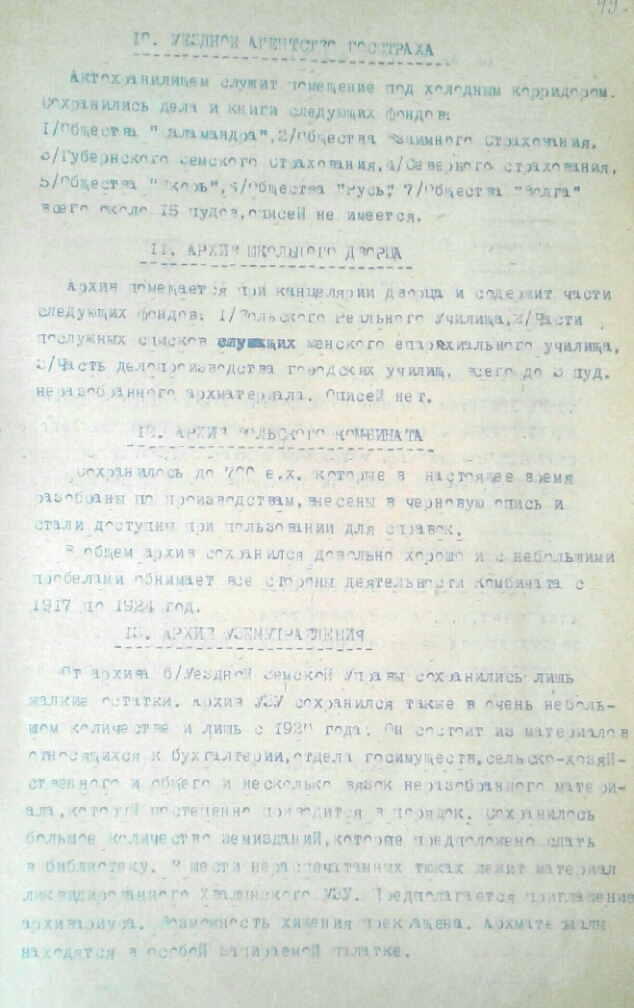 49.
10. УЕЗДНОЕ АГЕНТСТВО ГОССТРАХА
Актохранилищем служит помещение под холодным корридором.
Сохранились дела и книги следующих фондов:
1/Общества "Саламандра",2/Общества Взаимного Страхования,
3/Губернского Земского Страхования,4/Северного страхования,
5/Общества "Якорь",6/Общества "Русь", 7/Общества "Волга"
всего около 15 пудов,описей не имеется.
11. АРХИВ ШКОЛЬНОГО ДВОРЦА
Архив помещается при канцелярии дворца и содержит части
следующих фондов: 1/Вольского Реального Училища,2/Части
послужных списков служащих женского епархиального училища,
3/Часть делопроизводства городских училищ, всего до 3 пуд.
неразобранного архматериала. Описей нет.
12. АРХИВ ВОЛЬСКОГО КОМБИНАТА
Сохранилось до 700 е.х. которые в настоящее время
разобраны по производствам,внесены в черновую опись и
стали доступны при пользовании для справок.
В общем архив сохранился довольно хорошо и с небольшими
пробелами обнимает все стороны деятельности Комбината с
1917 по 1924 год.
13. АРХИВ УЗЕМУПРАВЛЕНИЯ
От архива б/Уездной Земской Управы сохранились лишь
жалкие остатки. Архив УЗУ сохранился также в очень неболь-
шом количестве и лишь с 1920 года. Он состоит из материалов
относящихся к бухгалтерии,отдела госимуществ,сельско-хозяй-
ственного и общего и несколько вязок неразобранного матери-
ала,который постепенно приводится в порядок. Сохранилось
большое количество земизданий,которые предположено сдать
в библиотеку. В шести нераспечатанных тюках лежит материал
ликвидированного Хвалынского УЗУ. Предполагается приглашение
архивариуса. Возможность хищения прекращена. Архматериалы
находятся в особой запираемой палатке.